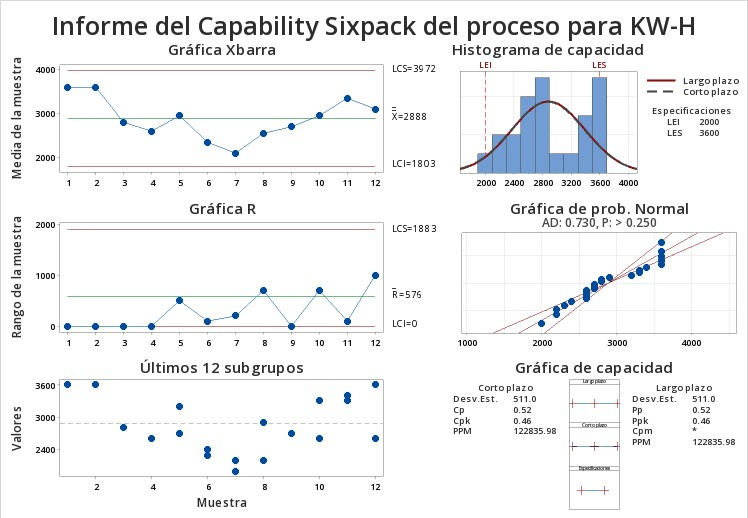 Informe del Capability Sixpack del proceso para KW-H
Gráfica Xbarra
Media de la muestra
4000
3000
2000
1 2 3 4 5 6 7 8 9 10 11 12
LCS=3972
X=2888
LCI=1803
Histograma de capacidad
LEI LES
2000 2400 2800 3200 3600 4000
Largo plazo
Corto plazo
Especificaciones
LEI 2000
LES 3600
Gráfica R
Rango de la muestra
2000
1000
0
1 2 3 4 5 6 7 8 9 10 11 12
LCS=1883
R=576
LCI=0
Gráfica de prob. Normal
AD: 0.730, P: > 0.250
1000 2000 3000 4000
Últimos 12 subgrupos
Valores
3600
3000
2400
2 4 6 8 10 12
Muestra
Gráfica de capacidad
Corto plazo
Desv.Est. 511.0
Cp 0.52
Cpk 0.46
PPM 122835.98
Largo plazo
Corto plazo
Especificaciones
Largo plazo
Desv.Est. 511.0
Pp 0.52
Ppk 0.46
Cpm *
PPM 122835.98